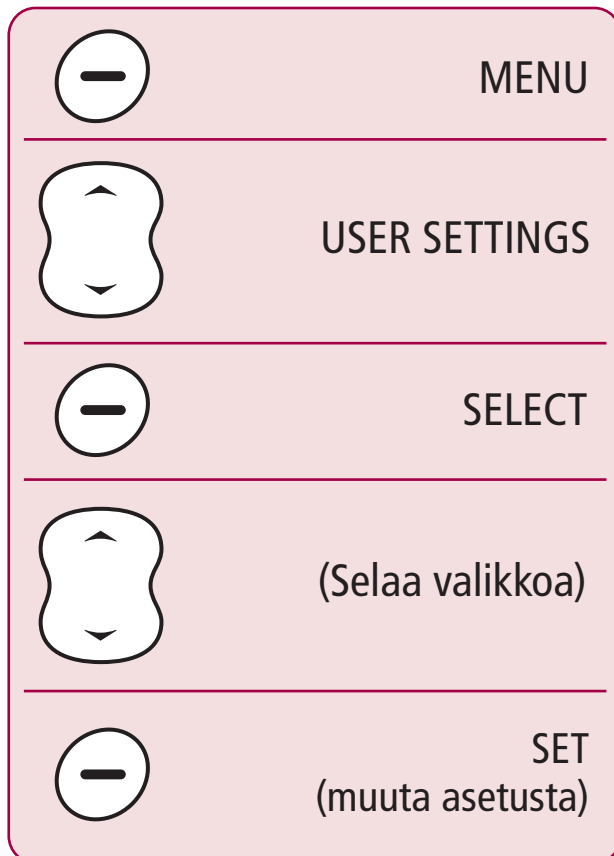 MENU
USER SETTINGS
SELECT
(Selaa valikkoa)
SET
(muuta asetusta)